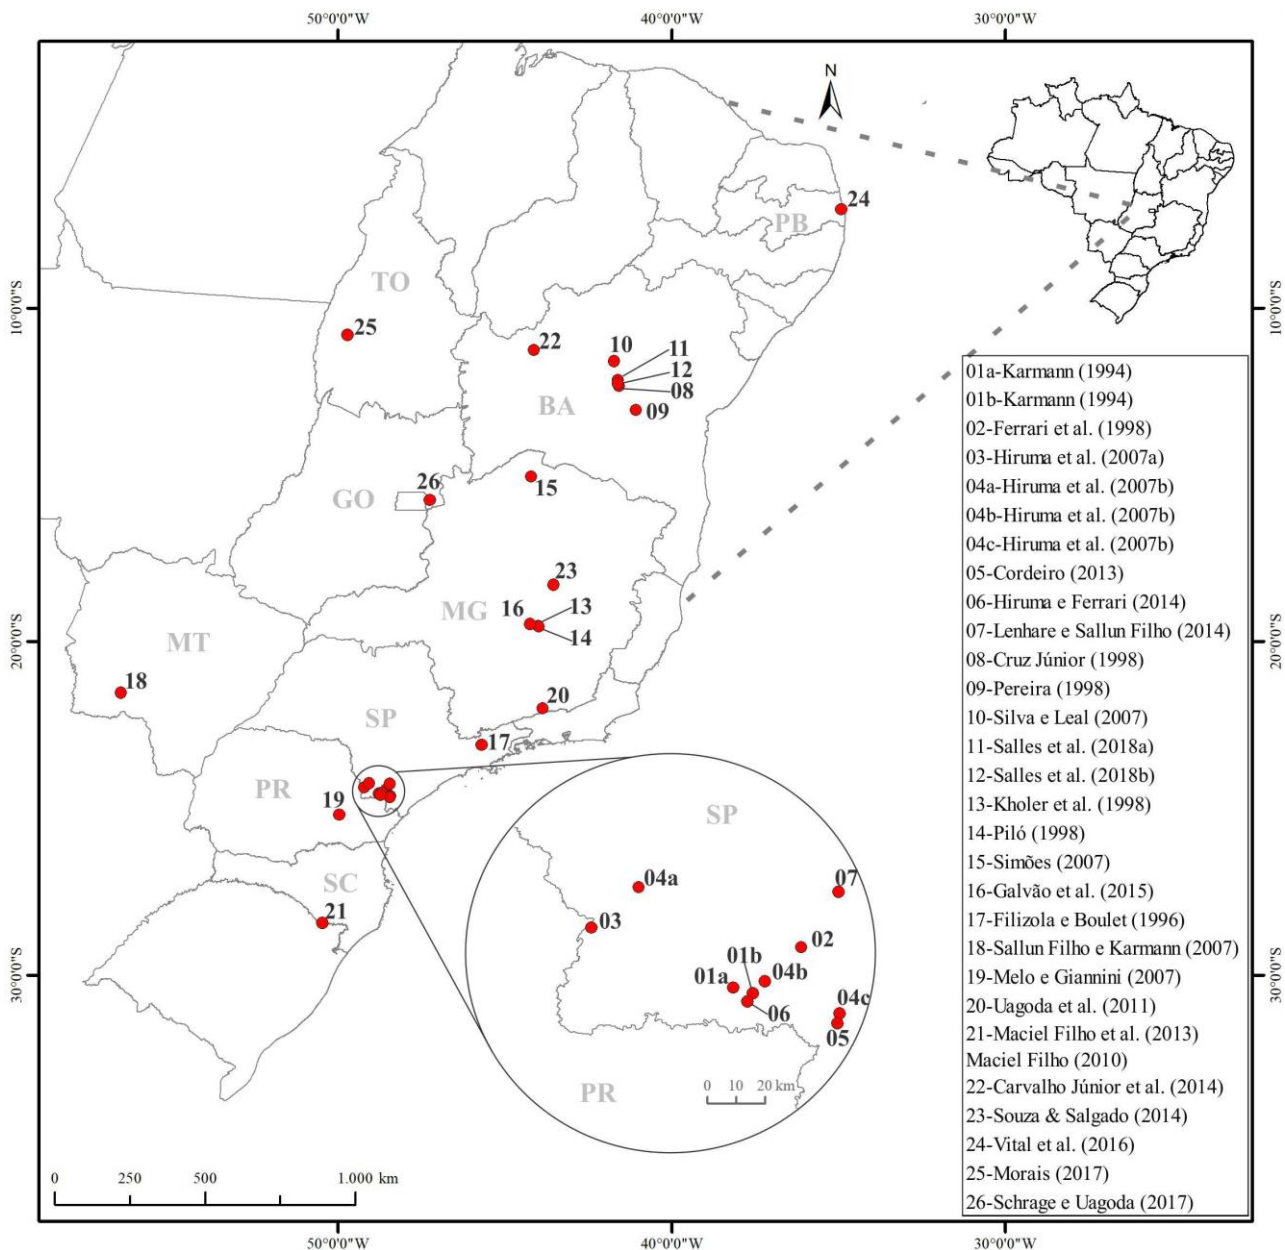 50°0'0"W 40°0'0"W 30°0'0"W
N
24
PB
TO
10°0'0"S 10°0'0"S
25
22
10
11
12
08
BA
09
26
GO
15
23
MG
16
13
14
MT
20°0'0"S 20°0'0"S
18
20
SP
17
PR
19
SC
21
SP
04a
07
03
02
01b
04b
01a
06
04c
05
30°0'0"S 30°0'0"S
0 10 20 km
PR
01a-Karmann (1994)
01b-Karmann (1994)
02-Ferrari et al. (1998)
03-Hiruma et al. (2007a)
04a-Hiruma et al. (2007b)
04b-Hiruma et al. (2007b)
04c-Hiruma et al. (2007b)
05-Cordeiro (2013)
06-Hiruma e Ferrari (2014)
07-Lenhare e Sallun Filho (2014)
08-Cruz Júnior (1998)
09-Pereira (1998)
10-Silva e Leal (2007)
11-Salles et al. (2018a)
12-Salles et al. (2018b)
13-Kholer et al. (1998)
14-Piló (1998)
15-Simões (2007)
16-Galvão et al. (2015)
17-Filizola e Boulet (1996)
18-Sallun Filho e Karmann (2007)
19-Melo e Giannini (2007)
20-Uagoda et al. (2011)
21-Maciel Filho et al. (2013)
Maciel Filho (2010)
22-Carvalho Júnior et al. (2014)
23-Souza & Salgado (2014)
24-Vital et al. (2016)
25-Morais (2017)
26-Schrage e Uagoda (2017)
0 250 500 1.000 km
50°0'0"W 40°0'0"W 30°0'0"W